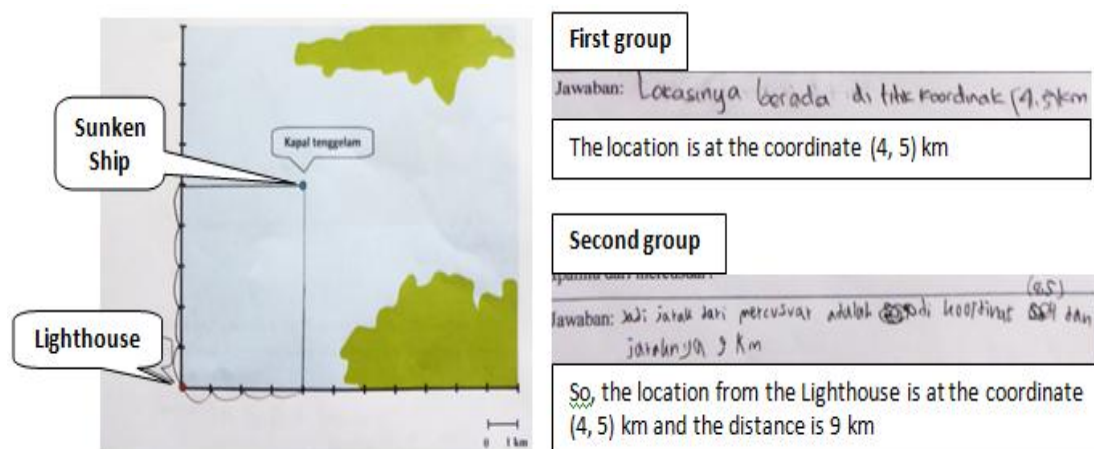 Sunken
Ship
Kapal tenggelam
Lighthouse
0 1 km
First group
Jawaban: Lokasinya berada di titik koordinat (4,5) km
The location is at the coordinate (4, 5) km
Second group
dari mercusuar?
(4.5)
Jawaban: Jadi jarak dari mercusuar adalah di koordinat dan
jaraknya 9 km
So, the location from the Lighthouse is at the coordinate
(4, 5) km and the distance is 9 km